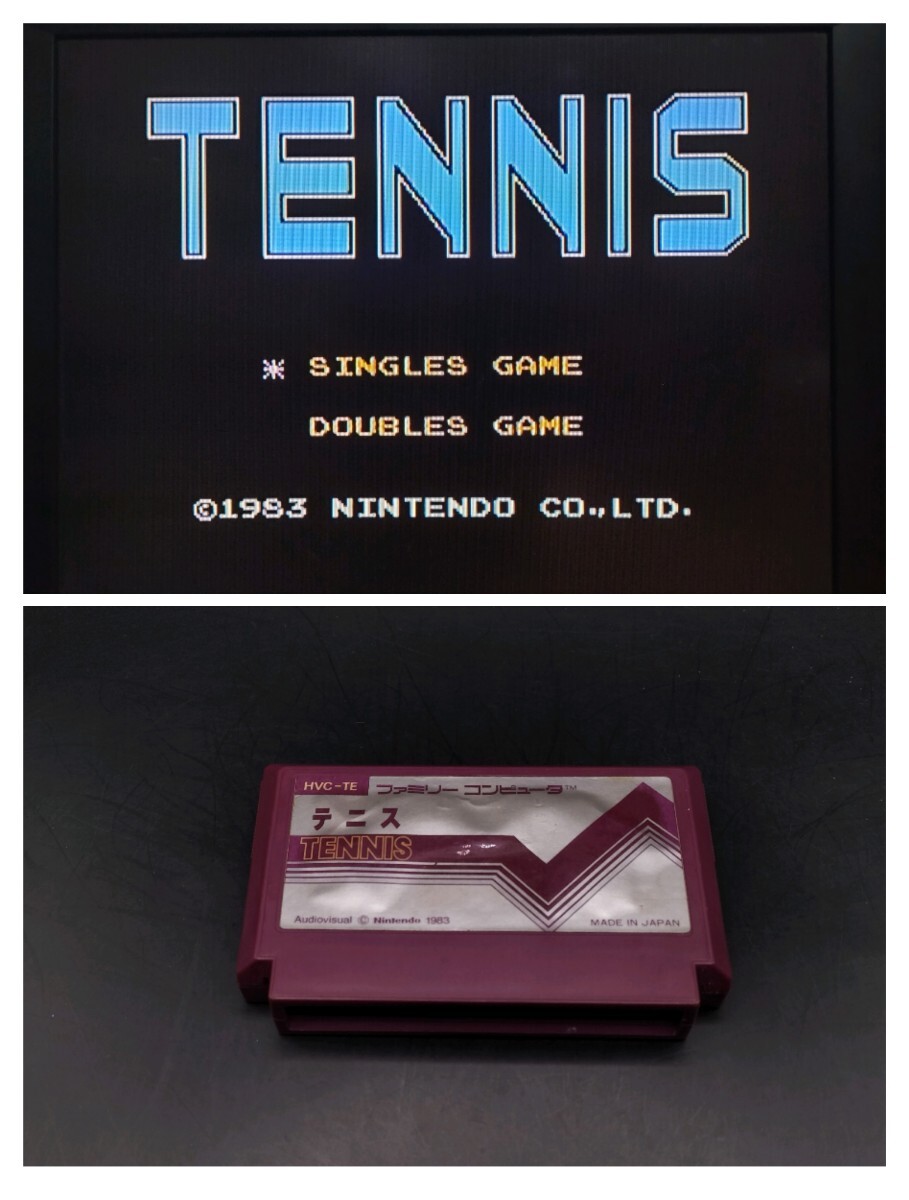 TENNIS
* SINGLES GAME
DOUBLES GAME
©1983 NINTENDO CO.,LTD.
HVC-TE ファミリー コンピュータ™
テニス
TENNIS
Audiovisual © Nintendo 1983 MADE IN JAPAN